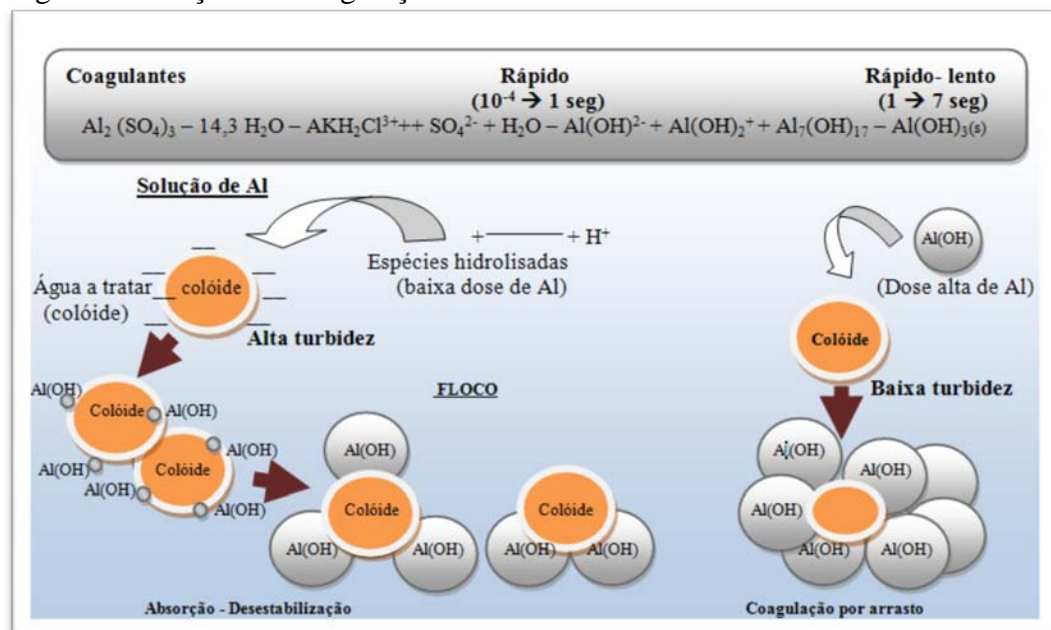 Coagulantes Rápido Rápido- lento
(10⁻⁴ → 1 seg) (1 → 7 seg)
Al₂ (SO₄)₃ – 14,3 H₂O – AKH₂Cl³⁺++ SO₄²⁻ + H₂O – Al(OH)²⁻ + Al(OH)₂⁺ + Al₇(OH)₁₇ – Al(OH)₃(s)
Solução de Al
+ ——— + H⁺
Espécies hidrolisadas
(baixa dose de Al)
Al(OH)
(Dose alta de Al)
Água a tratar
(colóide)
colóide
Alta turbidez
Colóide
Baixa turbidez
FLOCO
Al(OH)
Colóide
Al(OH)
Al(OH)
Colóide
Al(OH)
Al(OH)
Al(OH)
Al(OH)
Colóide
Al(OH)
Al(OH)
Colóide
Al(OH)
Al(OH)
Al(OH)
Al(OH)
Al(OH)
Al(OH)
Al(OH)
Absorção - Desestabilização
Coagulação por arrasto